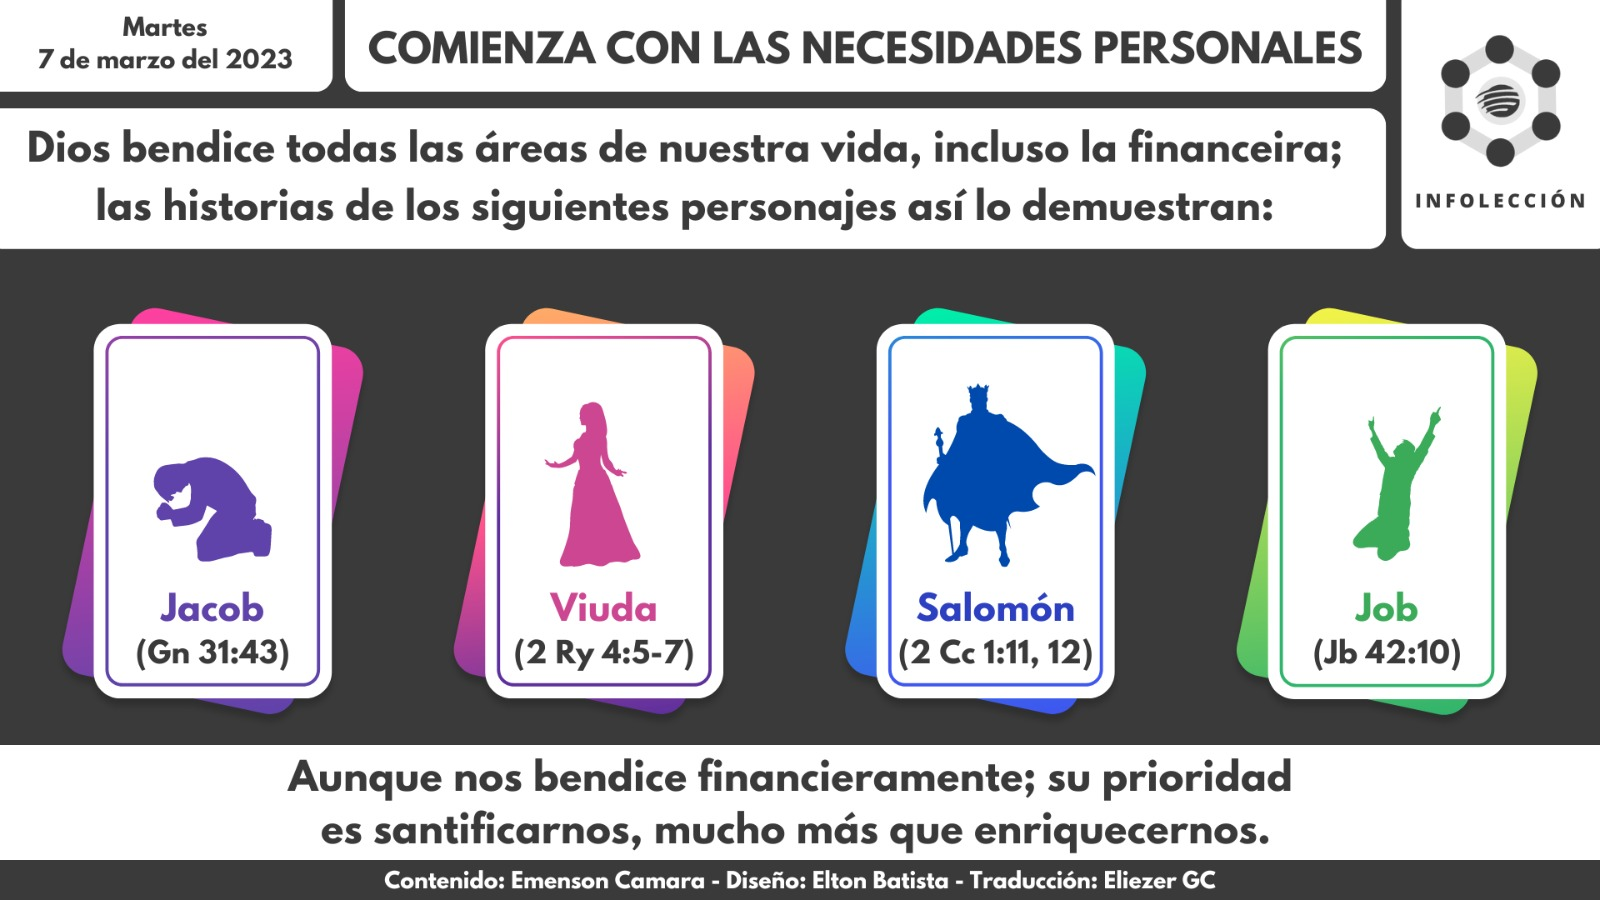 Martes
7 de marzo del 2023
COMIENZA CON LAS NECESIDADES PERSONALES
INFOLECCIÓN
Dios bendice todas las áreas de nuestra vida, incluso la financeira;
las historias de los siguientes personajes así lo demuestran:
Jacob
(Gn 31:43)
Viuda
(2 Ry 4:5-7)
Salomón
(2 Cc 1:11, 12)
Job
(Jb 42:10)
Aunque nos bendice financieramente; su prioridad
es santificarnos, mucho más que enriquecernos.
Contenido: Emenson Camara - Diseño: Elton Batista - Traducción: Eliezer GC